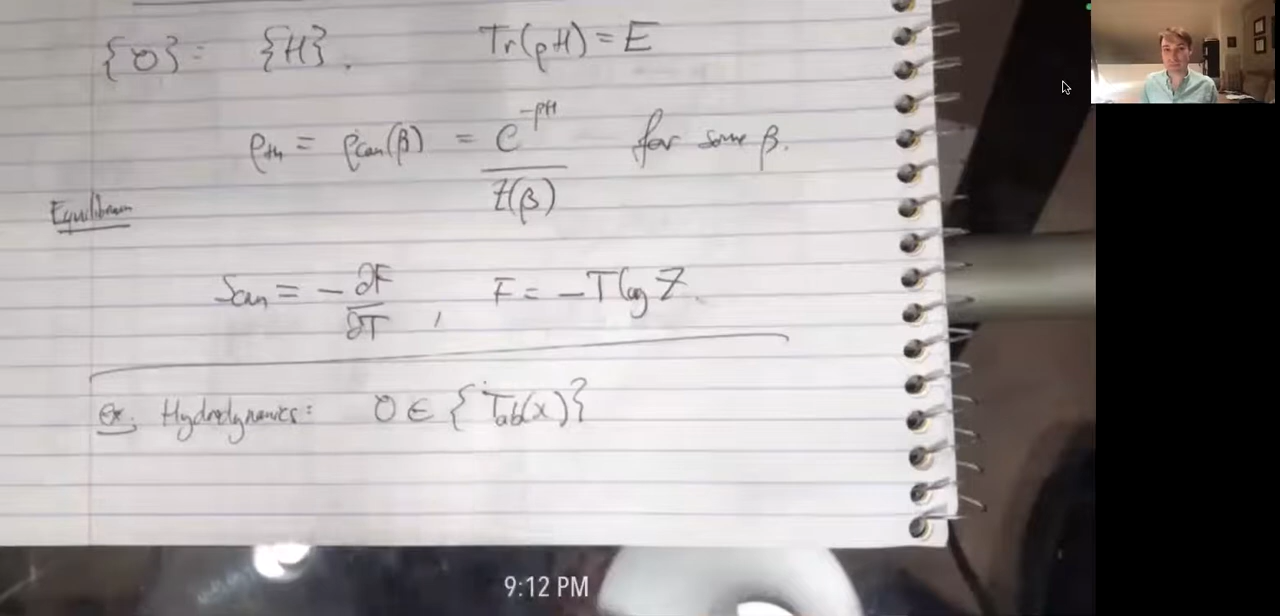 {O} = {H}. Tr(ρH) = E
ρth = ρcan(β) = e^-βH / Z(β) for some β.
Equilibrium
Scan = - ∂F/∂T , F = -T log Z.
ex. Hydrodynamics: O ∈ {Tab(x)}
9:12 PM